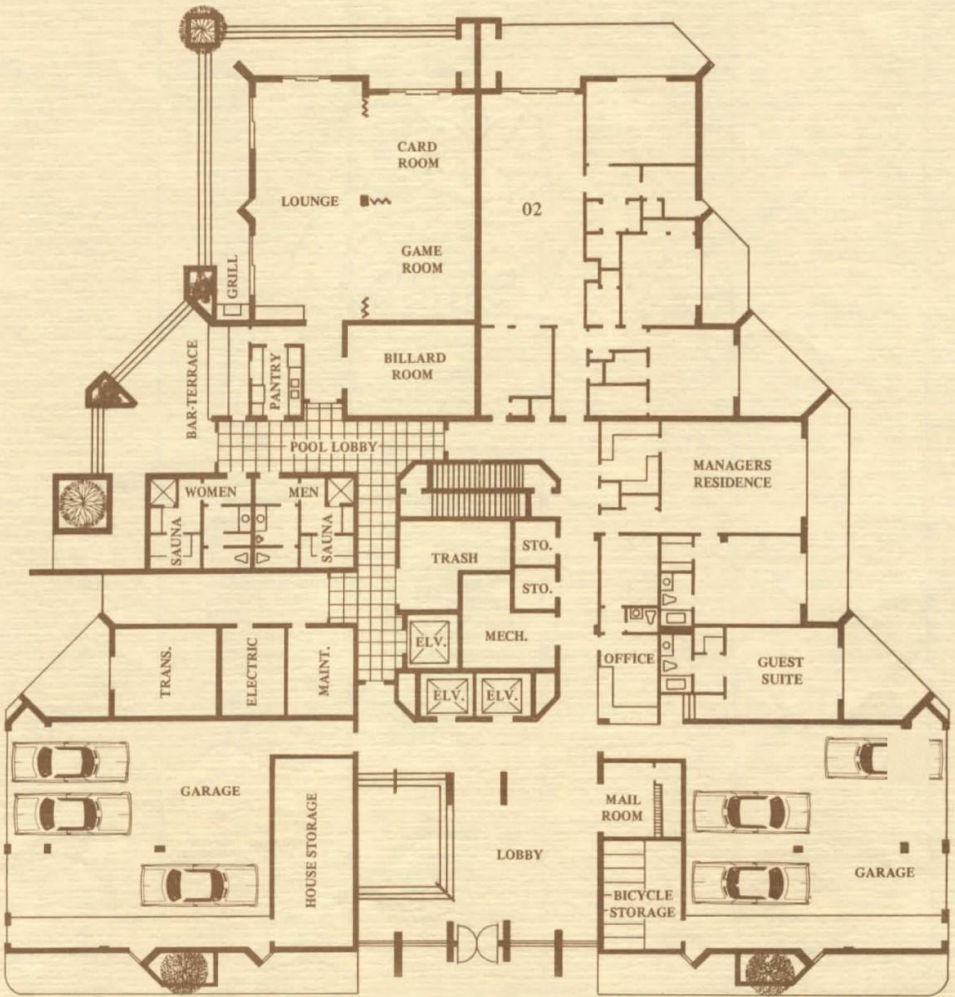 CARD
ROOM
LOUNGE
02
GAME
ROOM
GRILL
BILLARD
ROOM
PANTRY
BAR-TERRACE
POOL LOBBY
MANAGERS
RESIDENCE
WOMEN
MEN
SAUNA
SAUNA
TRASH
STO.
STO.
MECH.
ELV.
OFFICE
GUEST
SUITE
TRANS.
ELECTRIC
MAINT.
ELV.
ELV.
GARAGE
HOUSE STORAGE
MAIL
ROOM
LOBBY
GARAGE
BICYCLE
STORAGE